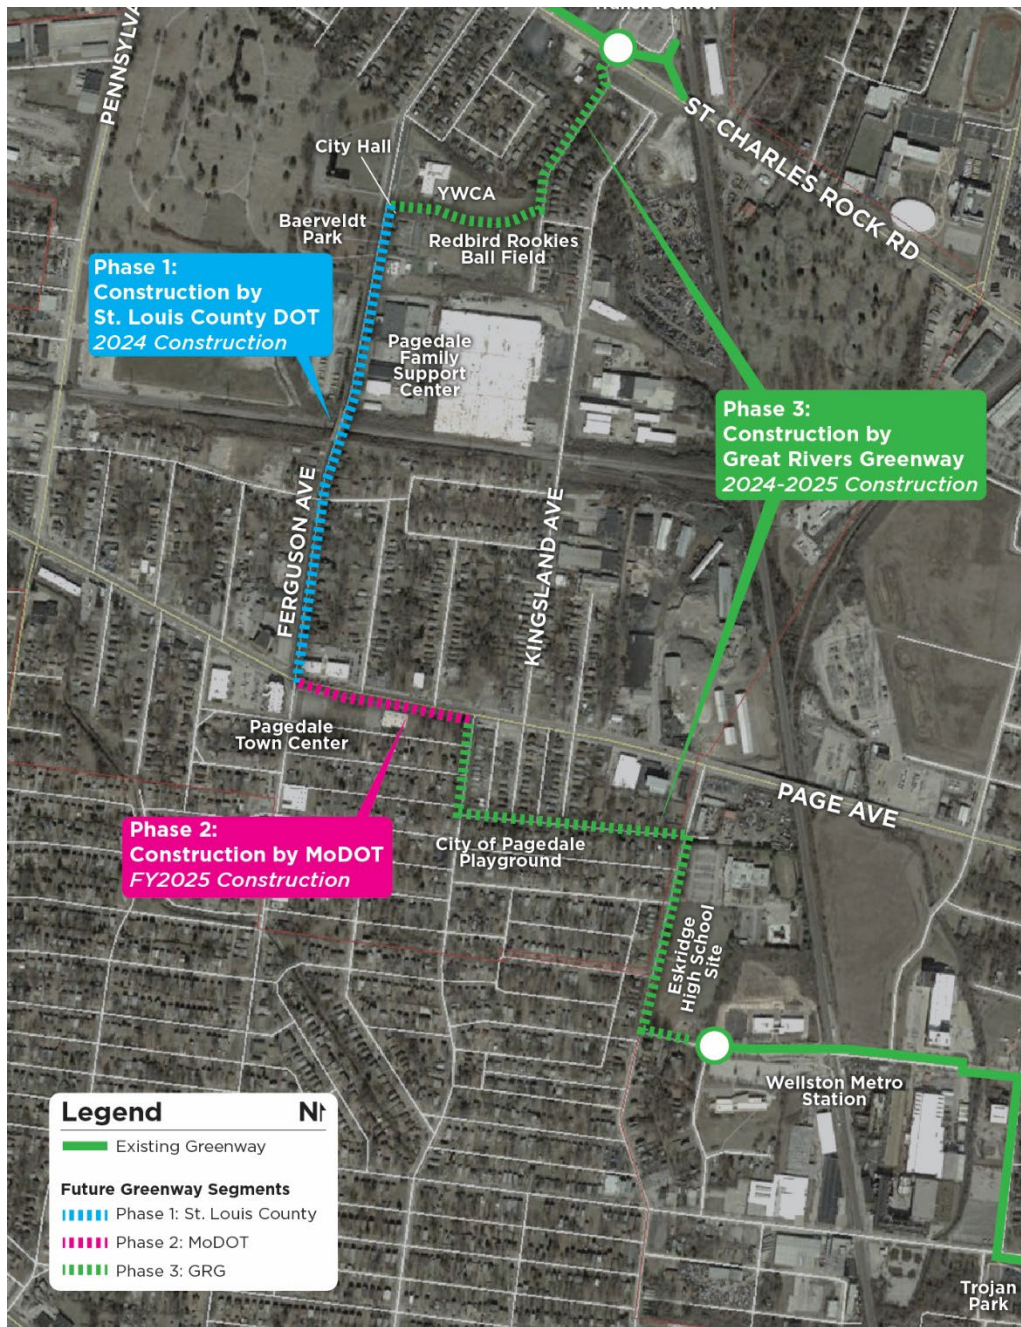 Transit Center
PENNSYLVA
ST CHARLES ROCK RD
City Hall
YWCA
Baerveldt
Park
Redbird Rookies
Ball Field
Phase 1:
Construction by
St. Louis County DOT
2024 Construction
Pagedale
Family
Support
Center
Phase 3:
Construction by
Great Rivers Greenway
2024-2025 Construction
FERGUSON AVE
KINGSLAND AVE
Pagedale
Town Center
PAGE AVE
Phase 2:
Construction by MoDOT
FY2025 Construction
City of Pagedale
Playground
Eskridge
High School
Site
Wellston Metro
Station
Legend
N
Existing Greenway
Future Greenway Segments
Phase 1: St. Louis County
Phase 2: MoDOT
Phase 3: GRG
Trojan
Park